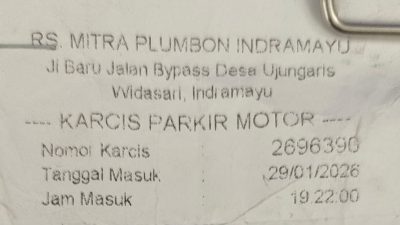 RS. MITRA PLUMBON INDRAMAYU
Jl Baru Jalan Bypass Desa Ujungaris
Widasari, Indramayu
---- KARCIS PARKIR MOTOR ----
Nomor Karcis : 2696390
Tanggal Masuk : 29/01/2026
Jam Masuk : 19:22:00